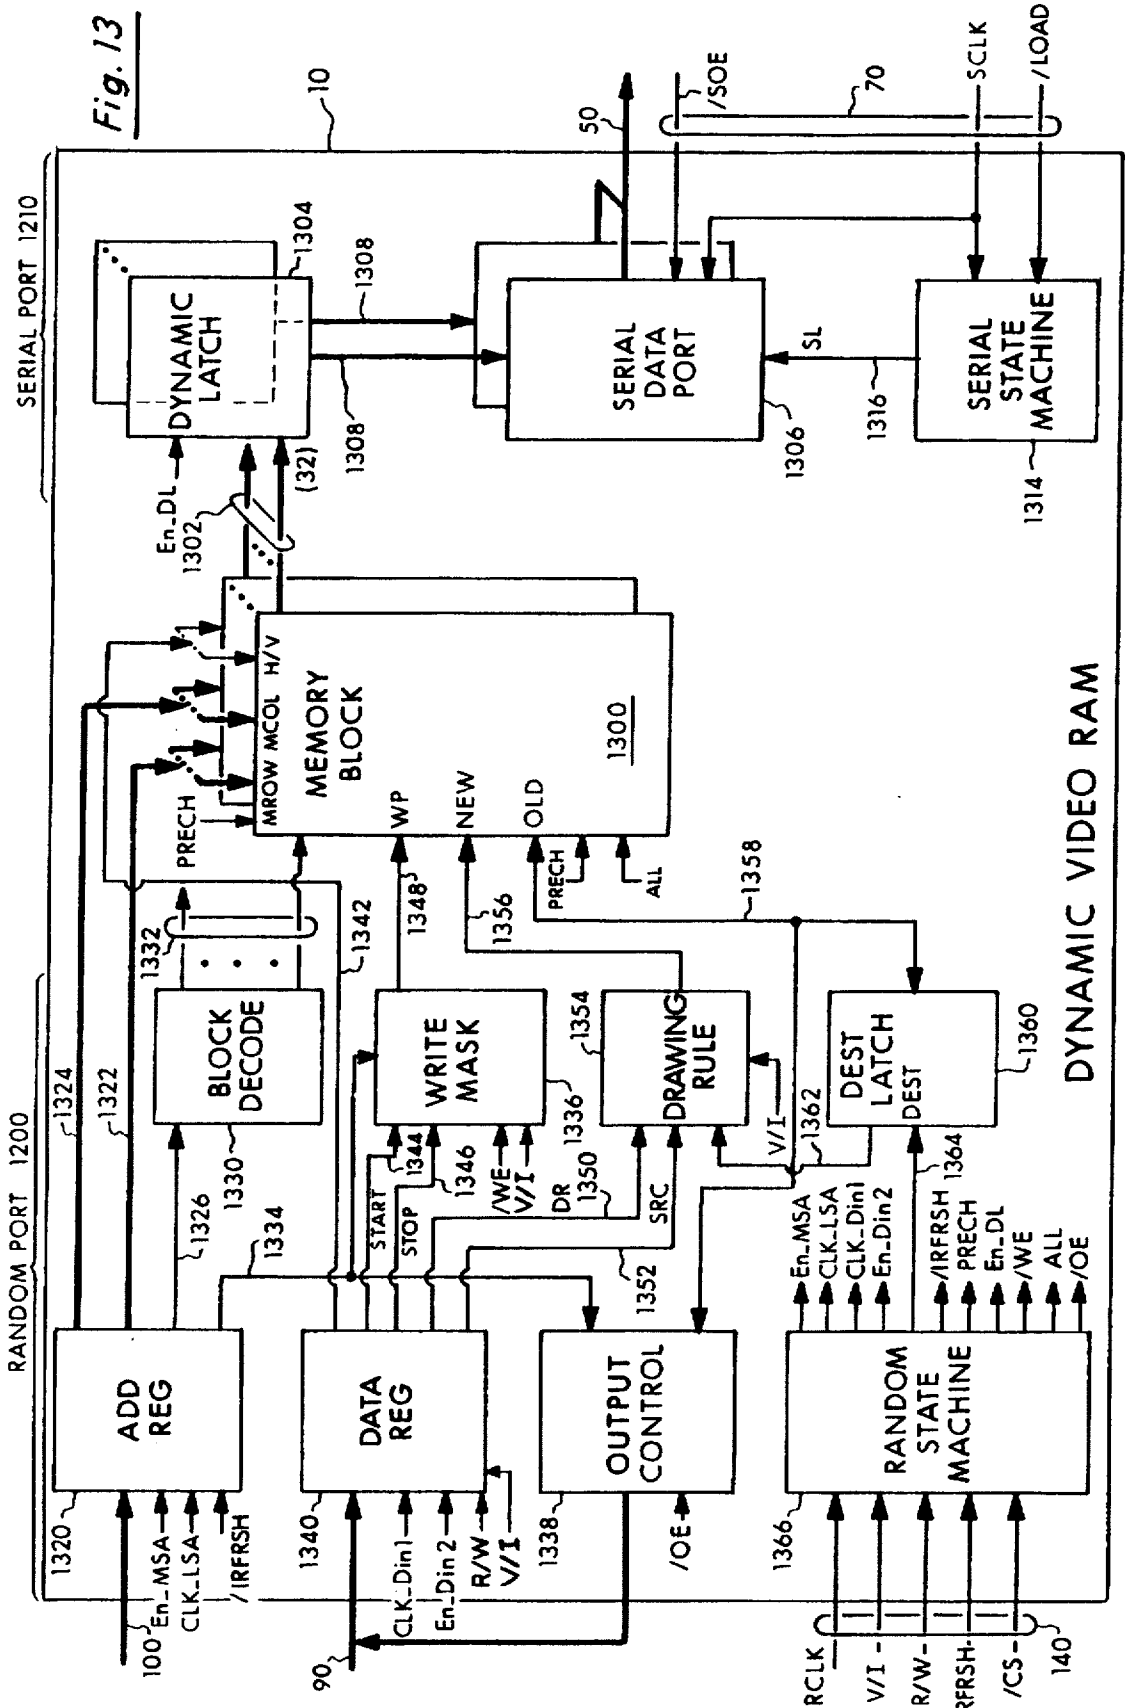 Fig. 13
SERIAL PORT 1210
RANDOM PORT 1200
10
1304
DYNAMIC
LATCH
En_DL
1302
(32)
1308
1308
50
/SOE
70
SCLK
/LOAD
SERIAL
DATA
PORT
1306
SL
1316
SERIAL
STATE
MACHINE
1314
PRECH
MROW MCOL H/V
MEMORY
BLOCK
1300
WP
NEW
OLD
PRECH
ALL
1324
1322
1332
1342
1348
1356
1358
BLOCK
DECODE
1330
1326
1334
WRITE
MASK
1336
START
1344
STOP
1346
/WE
V/I
DRAWING
RULE
1354
DR
1350
SRC
1352
V/I
1362
DEST
LATCH
DEST
1360
1364
ADD
REG
1320
100
En_MSA
CLK_LSA
/IRFRSH
DATA
REG
1340
90
CLK_Din1
En_Din2
R/W
V/I
OUTPUT
CONTROL
1338
/OE
RANDOM
STATE
MACHINE
1366
En_MSA
CLK_LSA
CLK_Din1
En_Din2
/IRFRSH
PRECH
En_DL
/WE
ALL
/OE
RCLK
V/I
R/W
RFRSH
/CS
140
DYNAMIC VIDEO RAM